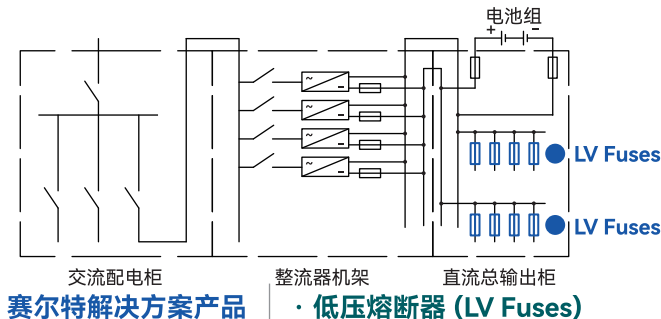 电池组
+ −
LV Fuses
LV Fuses
交流配电柜
整流器机架
直流总输出柜
赛尔特解决方案产品
· 低压熔断器 (LV Fuses)